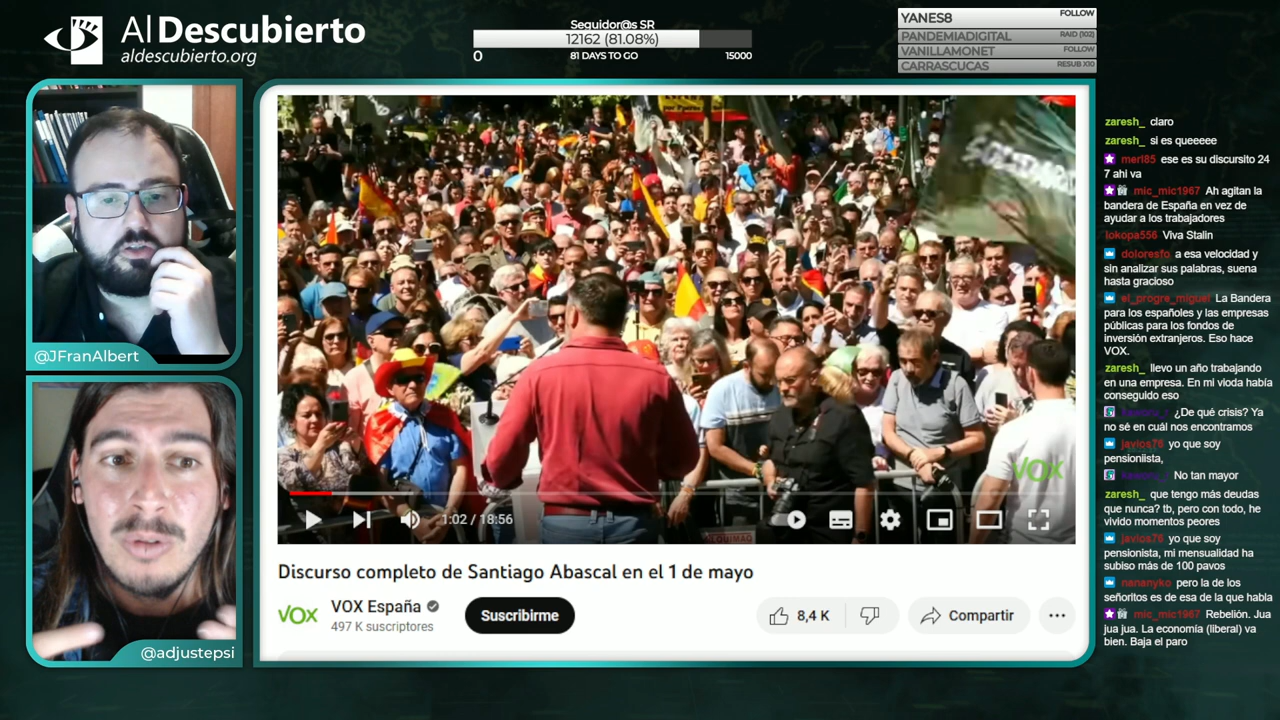 Al Descubierto
aldescubierto.org
Seguidor@s SR
12162 (81.08%)
0
81 DAYS TO GO
15000
YANES8
FOLLOW
PANDEMIADIGITAL
RAID (102)
VANILLAMONET
FOLLOW
CARRASCUCAS
RESUB X10
@JFranAlbert
@adjustepsi
VOX
1:02 / 18:56
Discurso completo de Santiago Abascal en el 1 de mayo
VOX
VOX España
497 K suscriptores
Suscribirme
8,4 K
Compartir
zaresh_ claro
zaresh_ si es queeeee
merl85 ese es su discursito 24
7 ahi va
mic_mic1967 Ah agitan la
bandera de España en vez de
ayudar a los trabajadores
lokopa556 Viva Stalin
doloresfo a esa velocidad y
sin analizar sus palabras, suena
hasta gracioso
el_progre_miguel La Bandera
para los españoles y las empresas
públicas para los fondos de
inversión extranjeros. Eso hace
VOX.
zaresh_ llevo un año trabajando
en una empresa. En mi vioda había
conseguido eso
¿De qué crisis? Ya
no sé en cuál nos encontramos
javios76 yo que soy
pensioniista,
No tan mayor
zaresh_ que tengo más deudas
que nunca? tb, pero con todo, he
vivido momentos peores
javios76 yo que soy
pensionista, mi mensualidad ha
subiso más de 100 pavos
nananyko pero la de los
señoritos es de esa de la que habla
mic_mic1967 Rebelión. Jua
jua jua. La economía (liberal) va
bien. Baja el paro